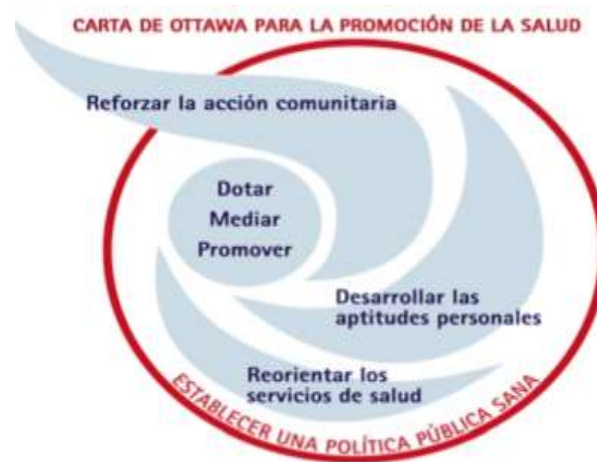 CARTA DE OTTAWA PARA LA PROMOCIÓN DE LA SALUD
Reforzar la acción comunitaria
Dotar
Mediar
Promover
Desarrollar las
aptitudes personales
Reorientar los
servicios de salud
ESTABLECER UNA POLÍTICA PÚBLICA SANA